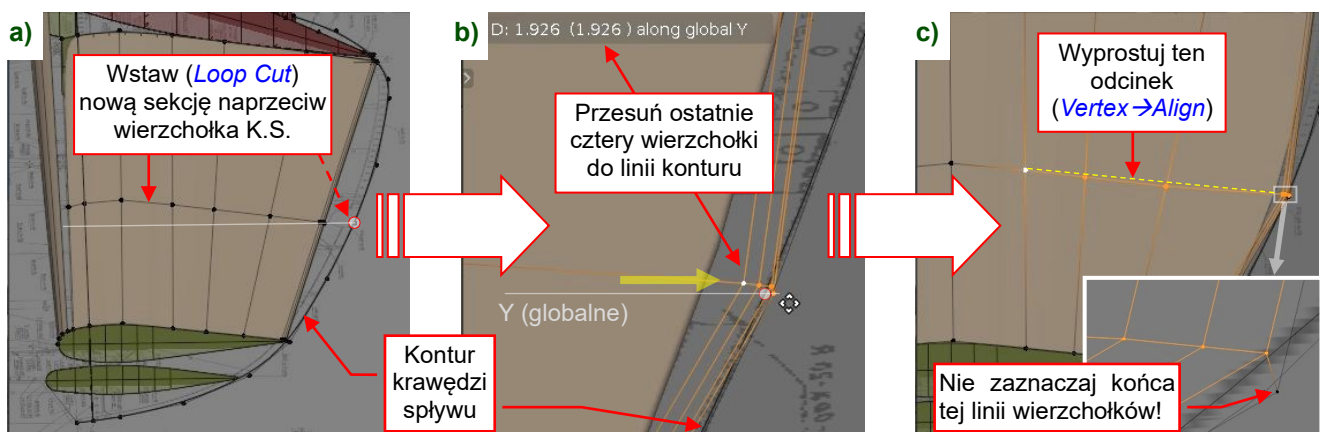 a)
Wstaw (Loop Cut)
nową sekcję naprzeciw
wierzchołka K.S.
b)
D: 1.926 (1.926) along global Y
Przesuń ostatnie
cztery wierzchołki
do linii konturu
Y (globalne)
Kontur
krawędzi
spływu
c)
Wyprostuj ten
odcinek
(Vertex→Align)
Nie zaznaczaj końca
tej linii wierzchołków!